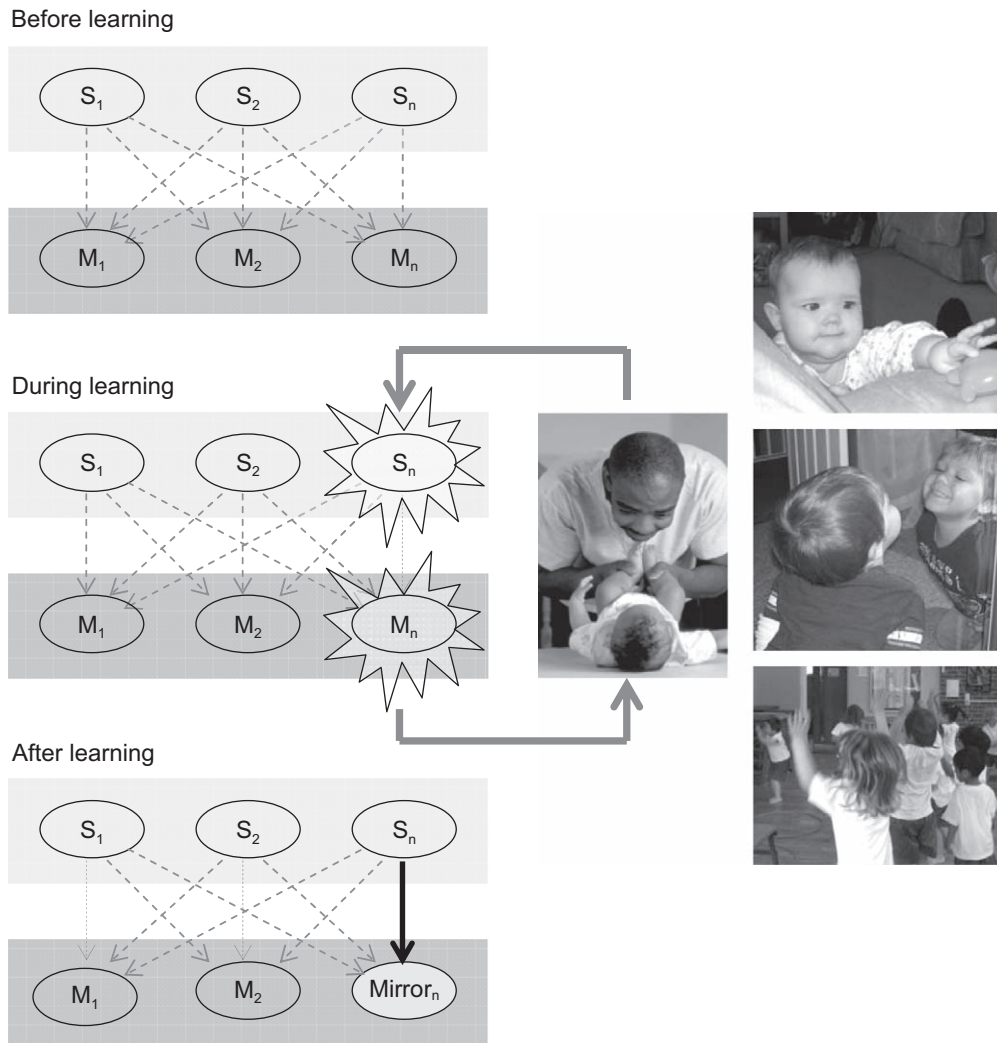 Before learning
S₁ S₂ Sₙ
M₁ M₂ Mₙ
During learning
S₁ S₂ Sₙ
M₁ M₂ Mₙ
After learning
S₁ S₂ Sₙ
M₁ M₂ Mirrorₙ